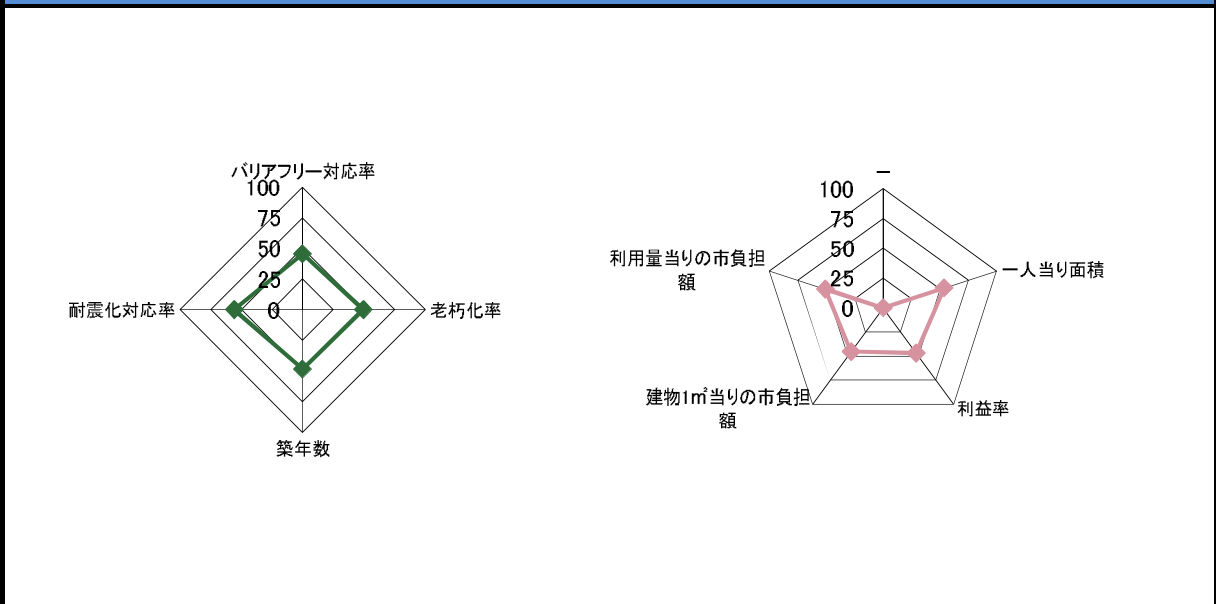 バリアフリー対応率
100
75
50
25
0
耐震化対応率
老朽化率
築年数
ー
100
75
50
25
0
利用量当りの市負担
額
一人当り面積
建物1㎡当りの市負担
額
利益率